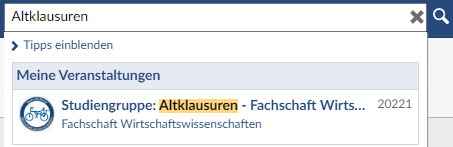 Altklausuren
Tipps einblenden
Meine Veranstaltungen
Studiengruppe: Altklausuren - Fachschaft Wirts... 20221
Fachschaft Wirtschaftswissenschaften